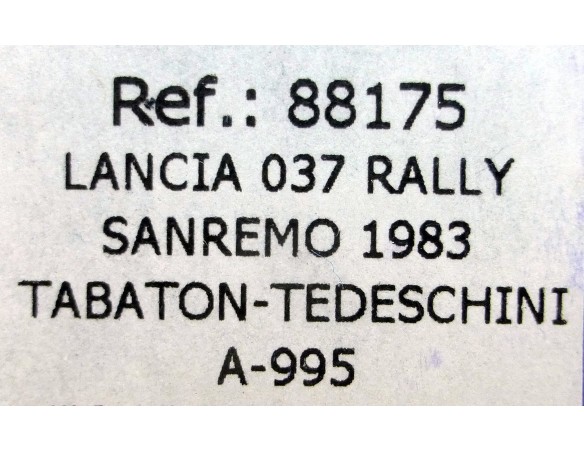 Ref.: 88175
LANCIA 037 RALLY
SANREMO 1983
TABATON-TEDESCHINI
A-995